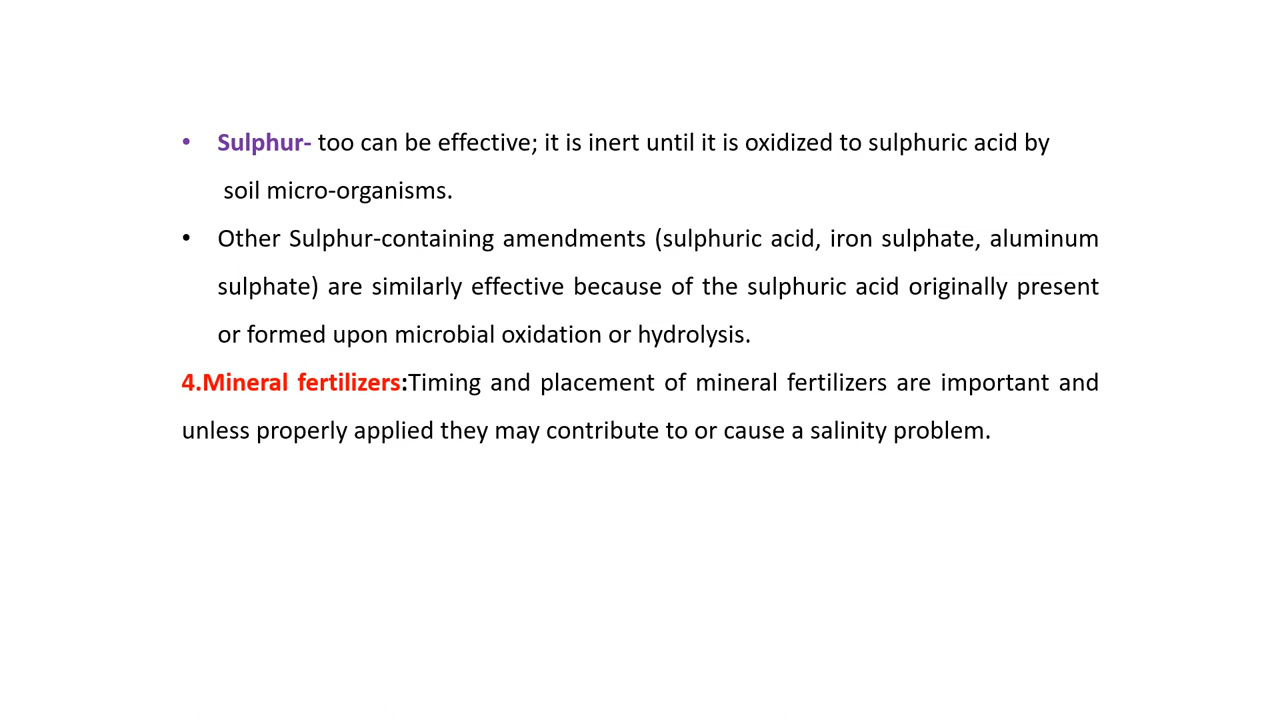 • Sulphur- too can be effective; it is inert until it is oxidized to sulphuric acid by
soil micro-organisms.
• Other Sulphur-containing amendments (sulphuric acid, iron sulphate, aluminum
sulphate) are similarly effective because of the sulphuric acid originally present
or formed upon microbial oxidation or hydrolysis.
4.Mineral fertilizers:Timing and placement of mineral fertilizers are important and
unless properly applied they may contribute to or cause a salinity problem.